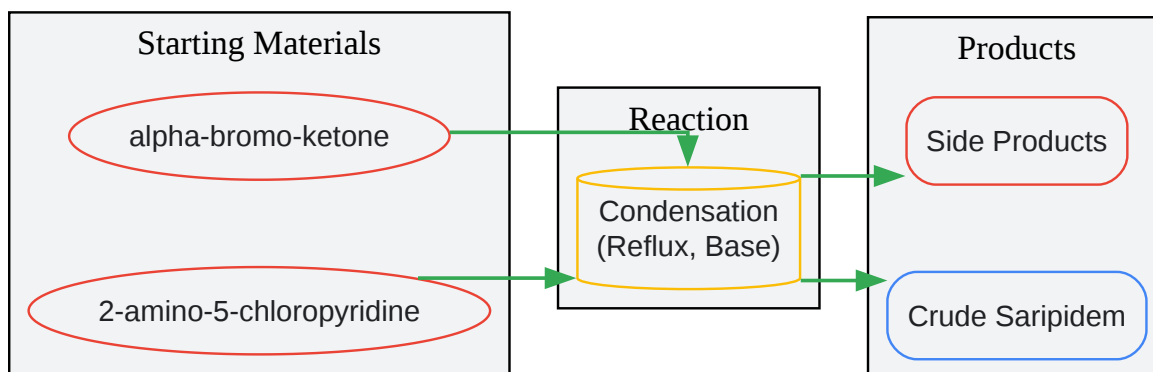 Starting Materials
alpha-bromo-ketone
2-amino-5-chloropyridine
Reaction
Condensation
(Reflux, Base)
Products
Side Products
Crude Saripidem